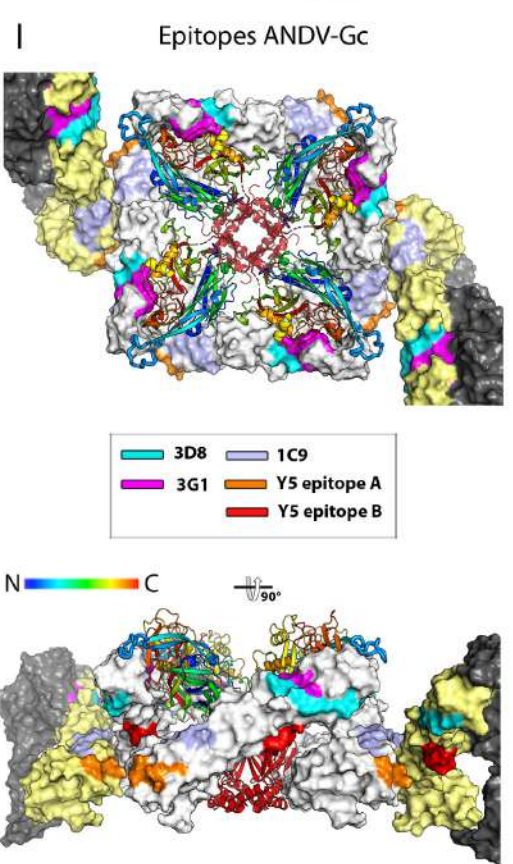 I Epitopes ANDV-Gc
3D8 1C9
3G1 Y5 epitope A
Y5 epitope B
N C
90°